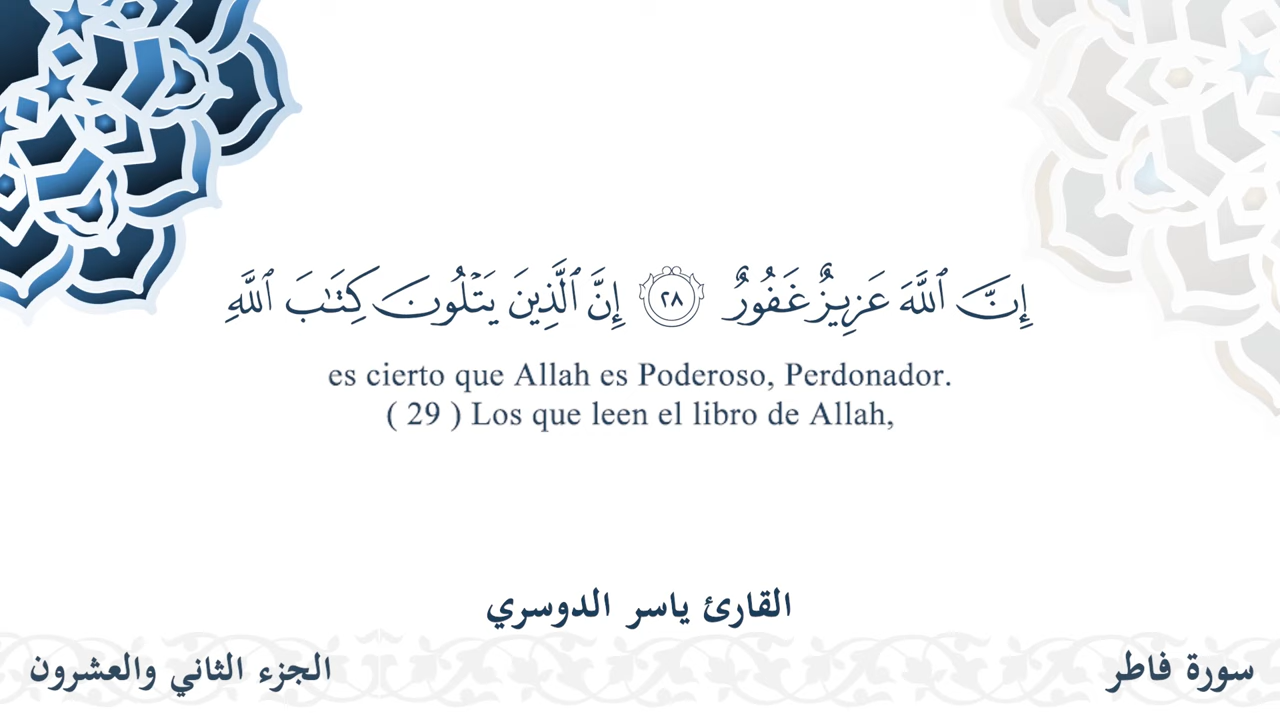 إِنَّ ٱللَّهَ عَزِيزٌ غَفُورٌ ٢٨ إِنَّ ٱلَّذِينَ يَتْلُونَ كِتَٰبَ ٱللَّهِ
es cierto que Allah es Poderoso, Perdonador.
( 29 ) Los que leen el libro de Allah,
القارئ ياسر الدوسري
سورة فاطر
الجزء الثاني والعشرون